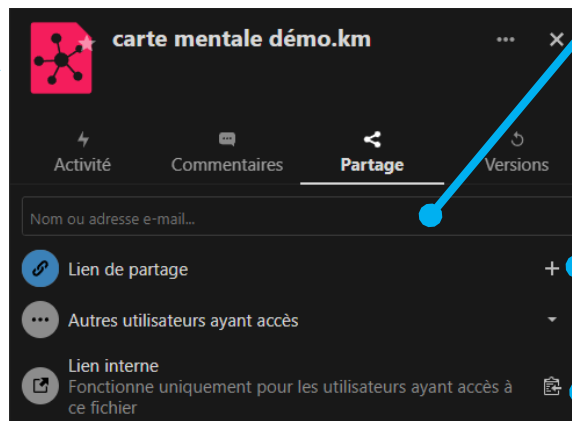 carte mentale démo.km
Activité
Commentaires
Partage
Versions
Nom ou adresse e-mail...
Lien de partage
Autres utilisateurs ayant accès
Lien interne
Fonctionne uniquement pour les utilisateurs ayant accès à
ce fichier